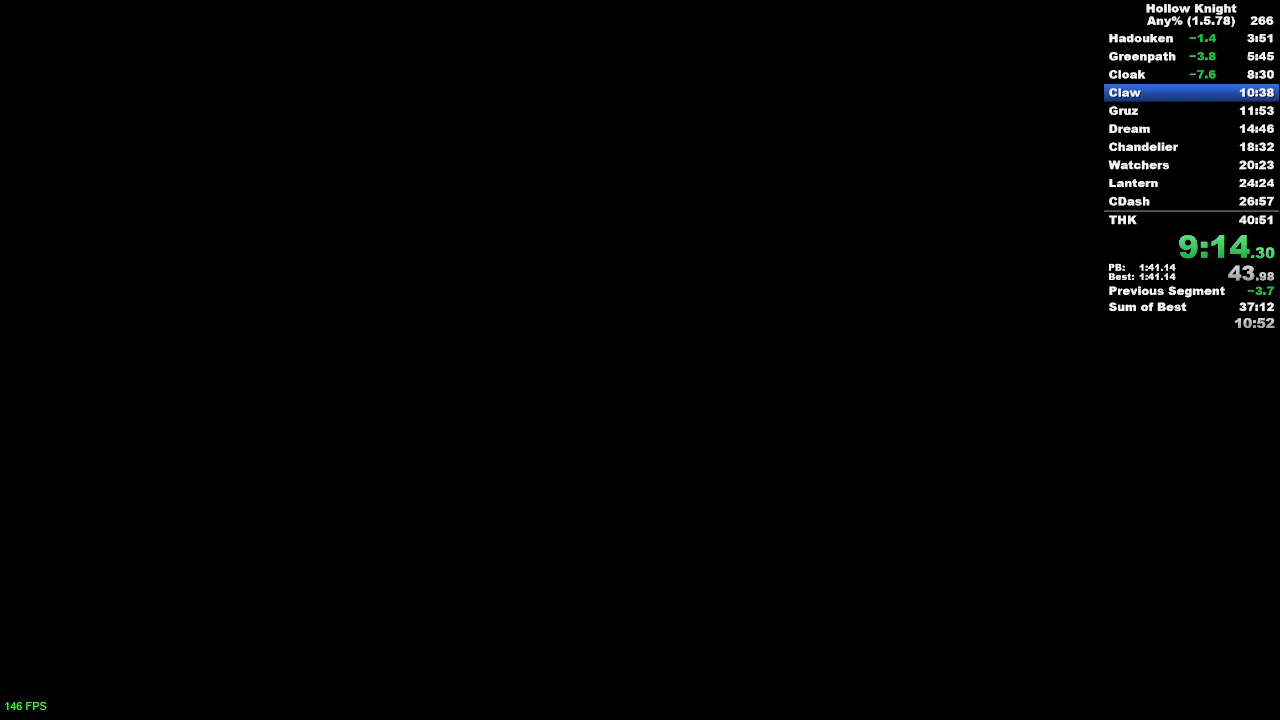 Hollow Knight
Any% (1.5.78) 266
Hadouken −1.4 3:51
Greenpath −3.8 5:45
Cloak −7.6 8:30
Claw 10:38
Gruz 11:53
Dream 14:46
Chandelier 18:32
Watchers 20:23
Lantern 24:24
CDash 26:57
THK 40:51
9:14.30
PB: 1:41.14 43.98
Best: 1:41.14
Previous Segment −3.7
Sum of Best 37:12
10:52
146 FPS